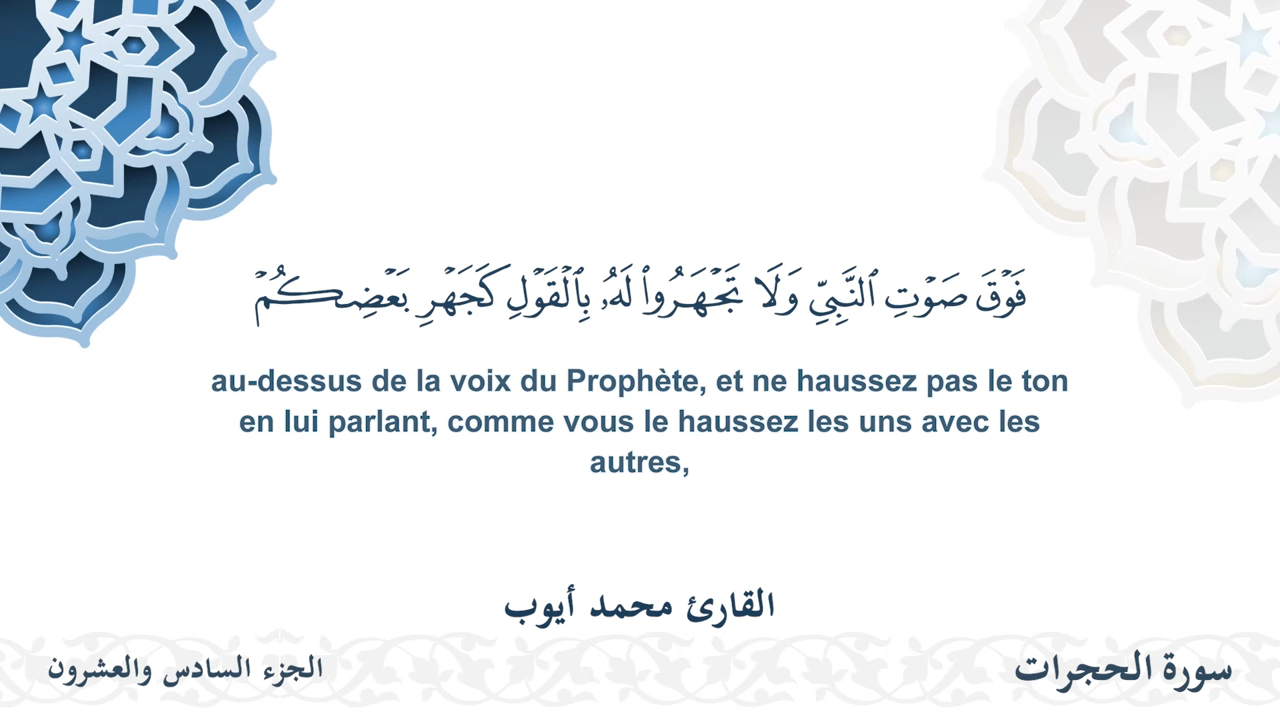 فَوْقَ صَوْتِ ٱلنَّبِيِّ وَلَا تَجْهَرُوا۟ لَهُۥ بِٱلْقَوْلِ كَجَهْرِ بَعْضِكُمْ
au-dessus de la voix du Prophète, et ne haussez pas le ton
en lui parlant, comme vous le haussez les uns avec les
autres,
القارئ محمد أيوب
سورة الحجرات
الجزء السادس والعشرون